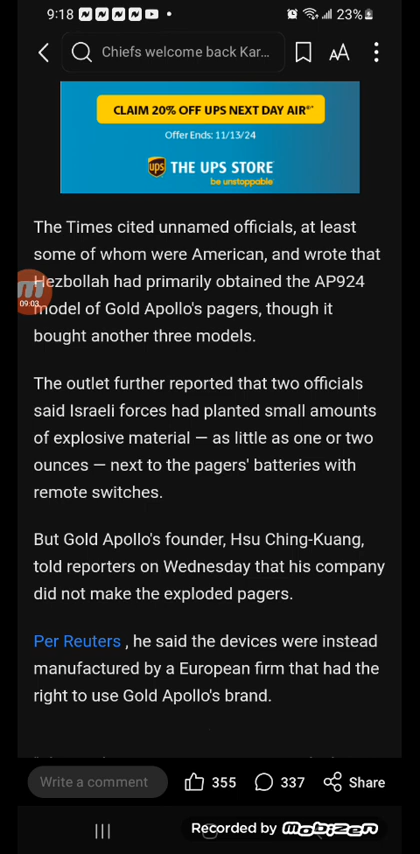 9:18
23%
Chiefs welcome back Kar...
AA
CLAIM 20% OFF UPS NEXT DAY AIR®*
Offer Ends: 11/13/24
ups THE UPS STORE
be unstoppable
The Times cited unnamed officials, at least
some of whom were American, and wrote that
Hezbollah had primarily obtained the AP924
model of Gold Apollo's pagers, though it
bought another three models.
09:03
The outlet further reported that two officials
said Israeli forces had planted small amounts
of explosive material — as little as one or two
ounces — next to the pagers' batteries with
remote switches.
But Gold Apollo's founder, Hsu Ching-Kuang,
told reporters on Wednesday that his company
did not make the exploded pagers.
Per Reuters , he said the devices were instead
manufactured by a European firm that had the
right to use Gold Apollo's brand.
Write a comment 355 337 Share
Recorded by mobizen